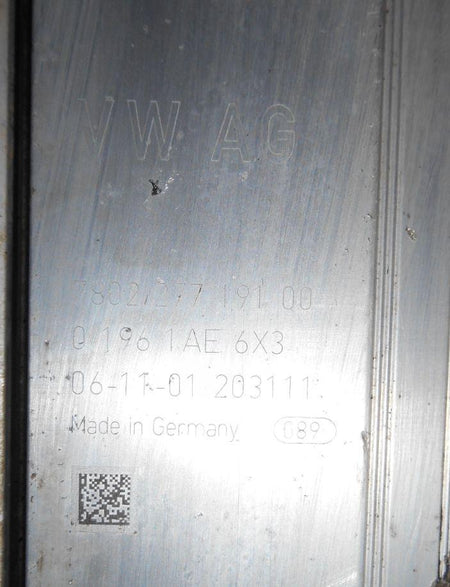 VW AG
7802/277 191 00
0 196 1AE 6X3
06-11-01 203111
Made in Germany 089